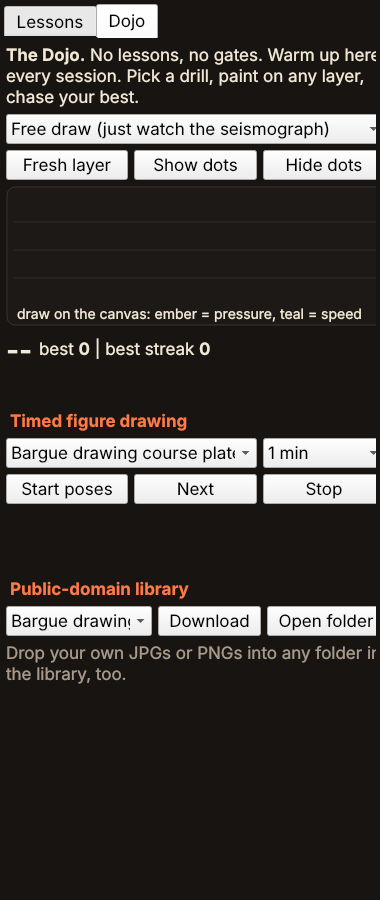 Lessons Dojo
The Dojo. No lessons, no gates. Warm up here
every session. Pick a drill, paint on any layer,
chase your best.
Free draw (just watch the seismograph)
Fresh layer Show dots Hide dots
draw on the canvas: ember = pressure, teal = speed
-- best 0 | best streak 0
Timed figure drawing
Bargue drawing course plate 1 min
Start poses Next Stop
Public-domain library
Bargue drawing Download Open folder
Drop your own JPGs or PNGs into any folder in
the library, too.